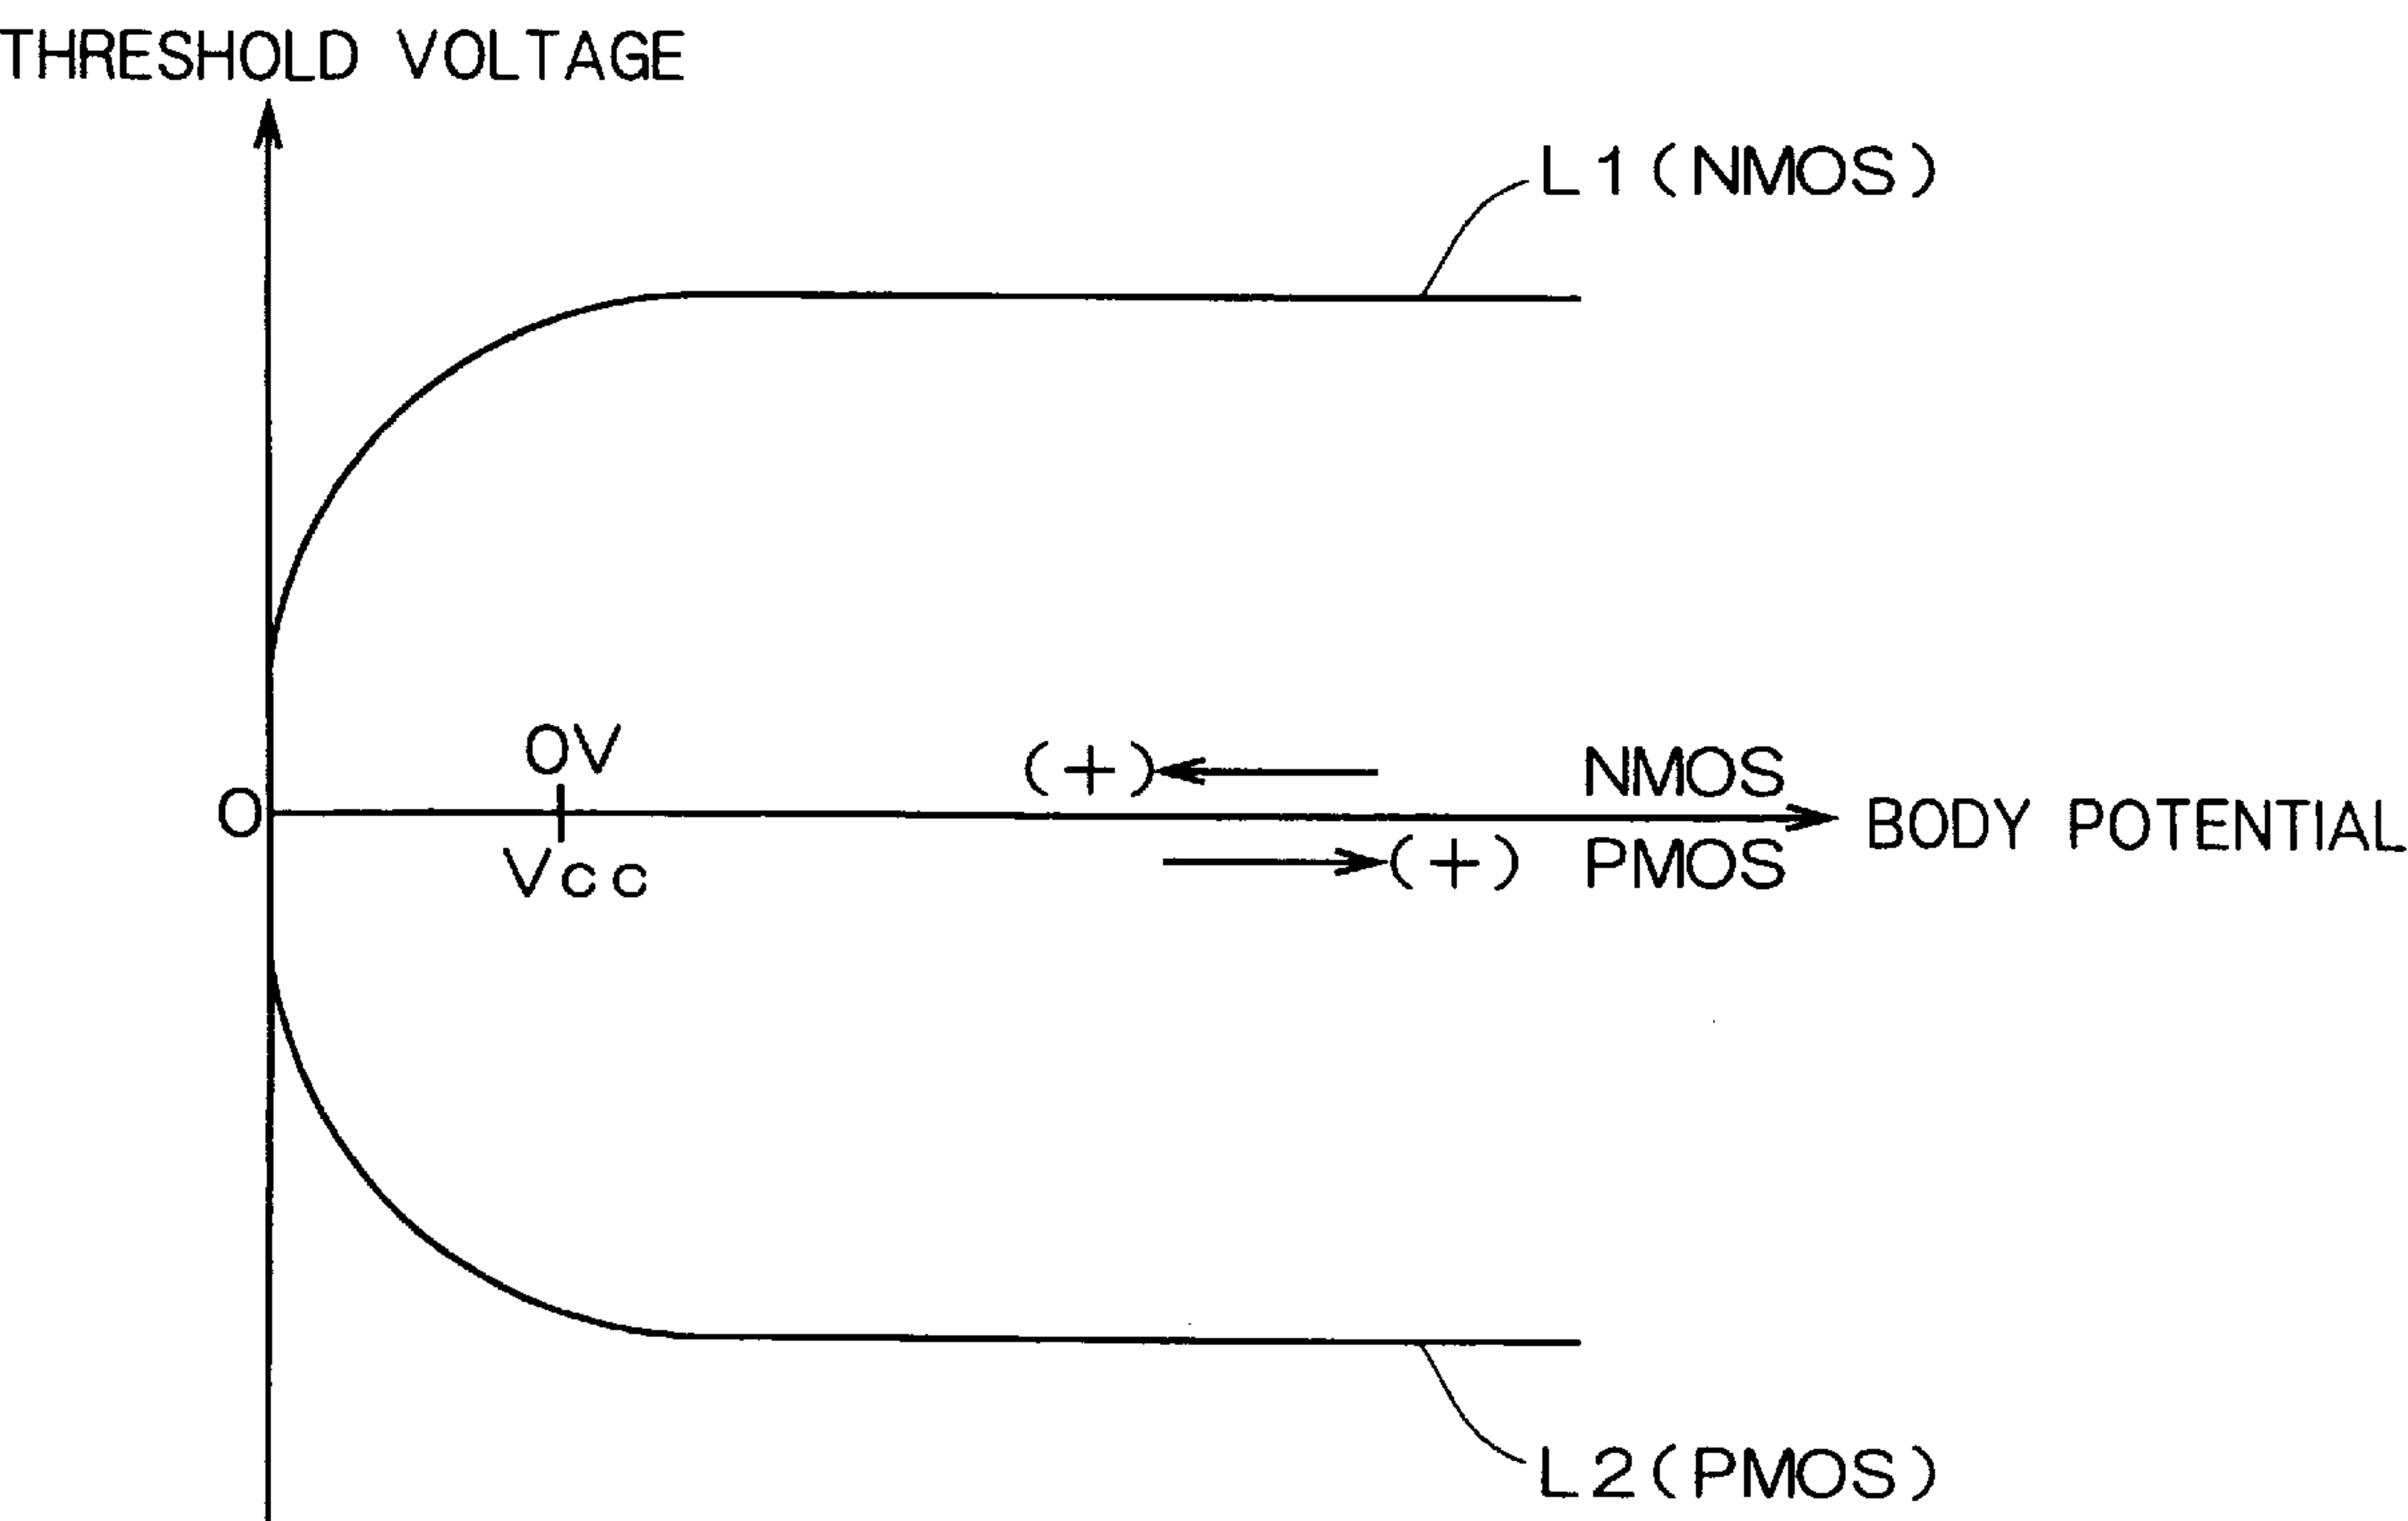 THRESHOLD VOLTAGE
L1(NMOS)
0V
(+) NMOS
O
BODY POTENTIAL
Vcc
(+) PMOS
L2(PMOS)